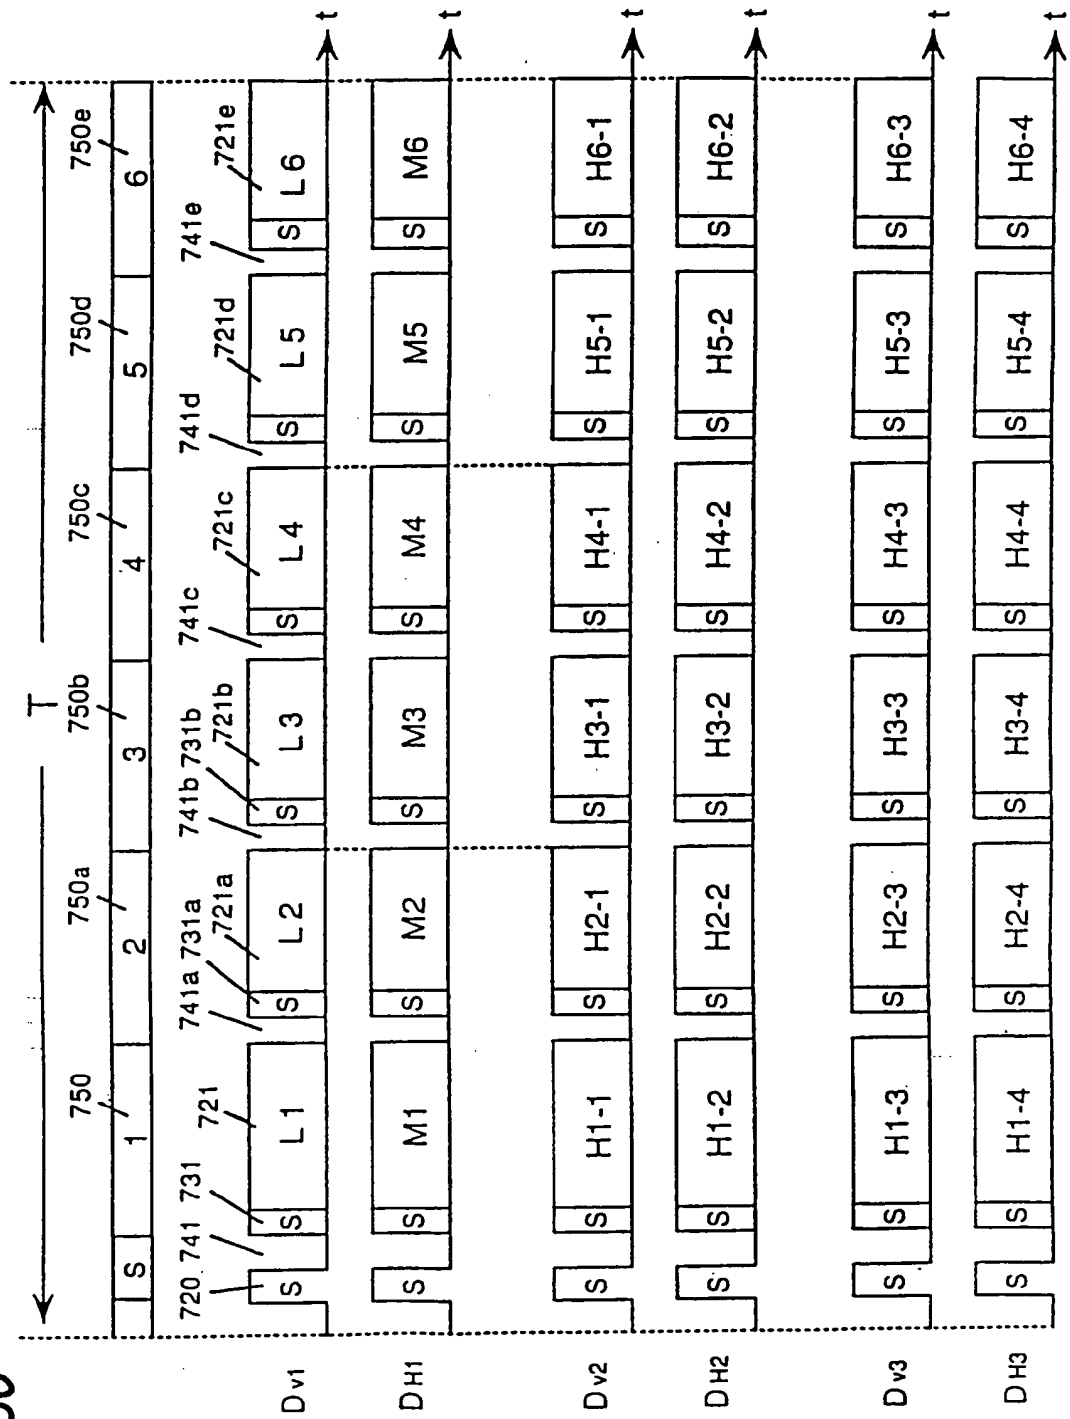 T
750 750a 750b 750c 750d 750e
S 1 2 3 4 5 6
720 741 731 721 741a 731a 721a 741b 731b 721b 741c 721c 741d 721d 741e 721e
Dv1 S S L1 S L2 S L3 S L4 S L5 S L6 t
DH1 S S M1 S M2 S M3 S M4 S M5 S M6 t
Dv2 S S H1-1 S H2-1 S H3-1 S H4-1 S H5-1 S H6-1 t
DH2 S S H1-2 S H2-2 S H3-2 S H4-2 S H5-2 S H6-2 t
Dv3 S S H1-3 S H2-3 S H3-3 S H4-3 S H5-3 S H6-3 t
DH3 S S H1-4 S H2-4 S H3-4 S H4-4 S H5-4 S H6-4 t